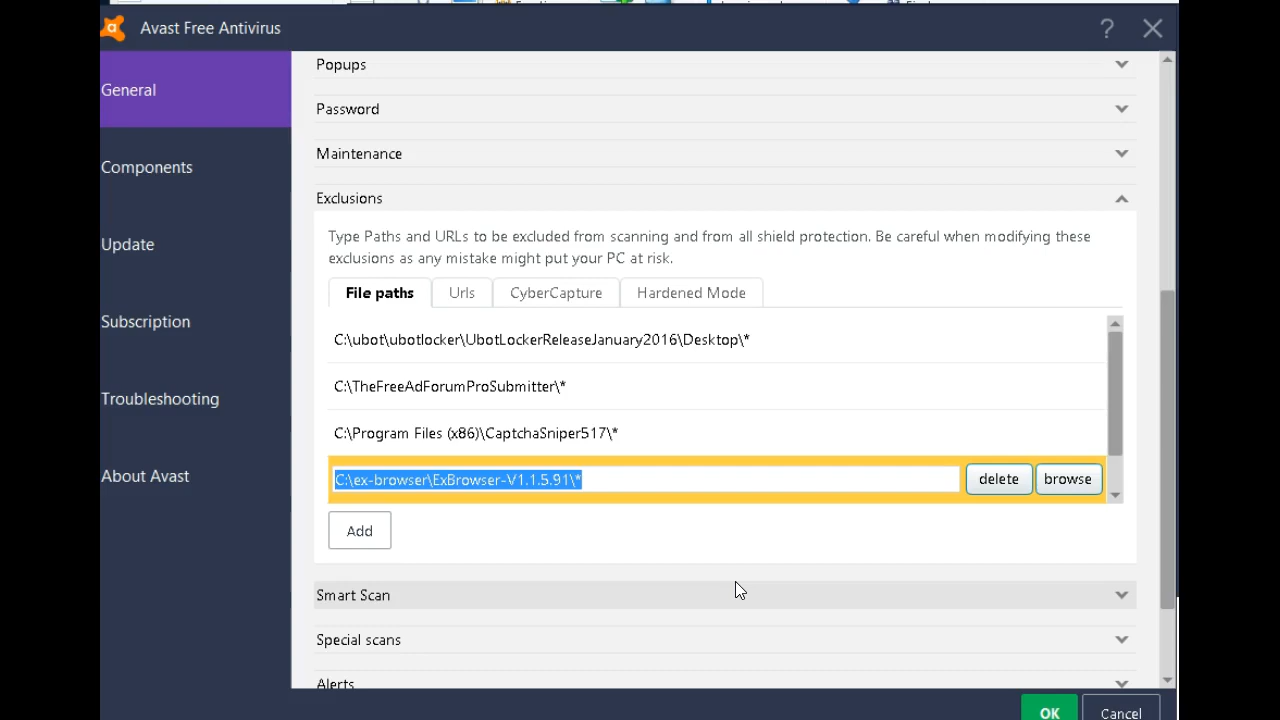 Avast Free Antivirus
?
General
Components
Update
Subscription
Troubleshooting
About Avast
Popups
Password
Maintenance
Exclusions
Type Paths and URLs to be excluded from scanning and from all shield protection. Be careful when modifying these
exclusions as any mistake might put your PC at risk.
File paths Urls CyberCapture Hardened Mode
C:\ubot\ubotlocker\UbotLockerReleaseJanuary2016\Desktop\*
C:\TheFreeAdForumProSubmitter\*
C:\Program Files (x86)\CaptchaSniper517\*
C:\ex-browser\ExBrowser-V1.1.5.91\* delete browse
Add
Smart Scan
Special scans
Alerts
OK Cancel